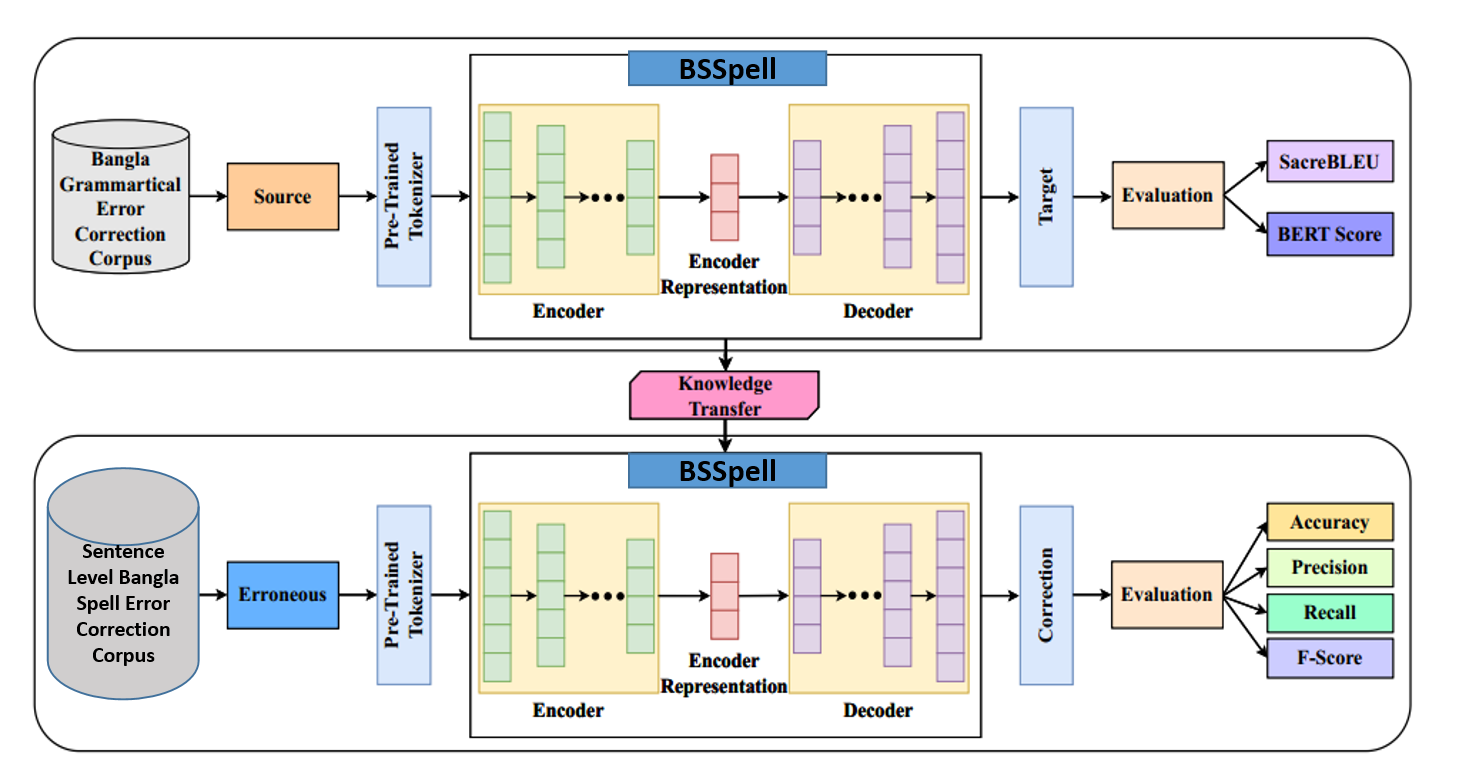 BSSpell
Bangla
Grammartical
Error
Correction
Corpus
Source
Pre-Trained
Tokenizer
Encoder
Encoder
Representation
Decoder
Target
Evaluation
SacreBLEU
BERT Score
Knowledge
Transfer
BSSpell
Sentence
Level Bangla
Spell Error
Correction
Corpus
Erroneous
Pre-Trained
Tokenizer
Encoder
Encoder
Representation
Decoder
Correction
Evaluation
Accuracy
Precision
Recall
F-Score